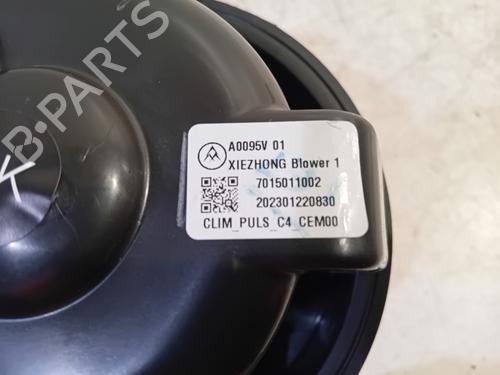 B-PARTS
A0095V 01
XIEZHONG Blower 1
7015011002
202301220830
CLIM PULS C4 CEM00